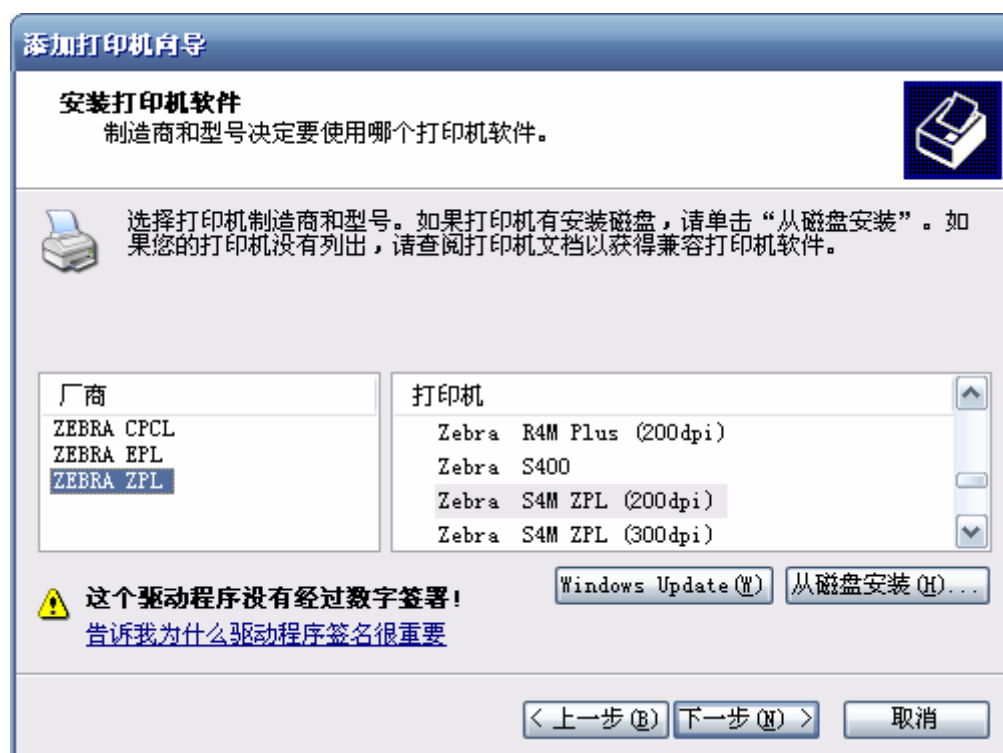 添加打印机向导
安装打印机软件
制造商和型号决定要使用哪个打印机软件。
选择打印机制造商和型号。如果打印机有安装磁盘，请单击“从磁盘安装”。如
果您的打印机没有列出，请查阅打印机文档以获得兼容打印机软件。
厂商
ZEBRA CPCL
ZEBRA EPL
ZEBRA ZPL
打印机
Zebra R4M Plus (200dpi)
Zebra S400
Zebra S4M ZPL (200dpi)
Zebra S4M ZPL (300dpi)
这个驱动程序没有经过数字签署!
告诉我为什么驱动程序签名很重要
Windows Update(W)
从磁盘安装(H)...
< 上一步(B)
下一步(N) >
取消